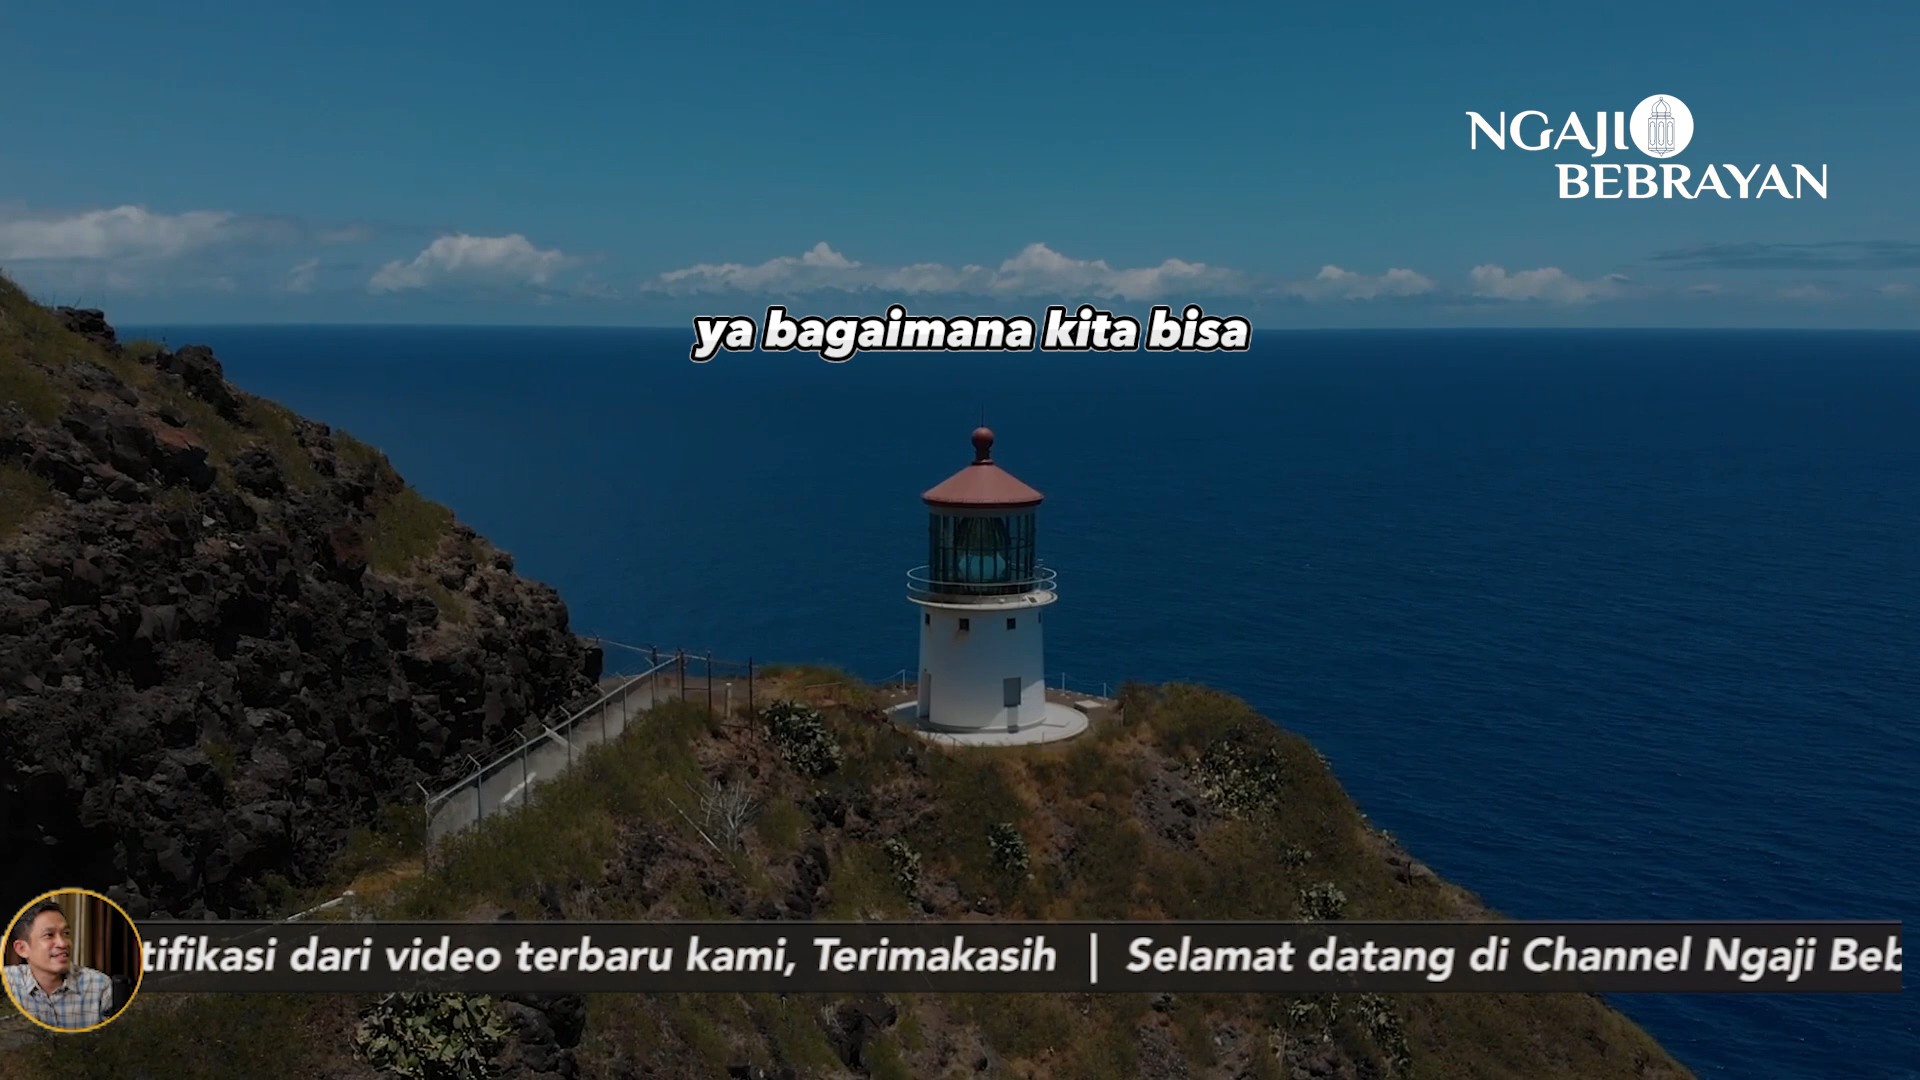 NGAJI
BEBRAYAN
ya bagaimana kita bisa
tifikasi dari video terbaru kami, Terimakasih | Selamat datang di Channel Ngaji Beb